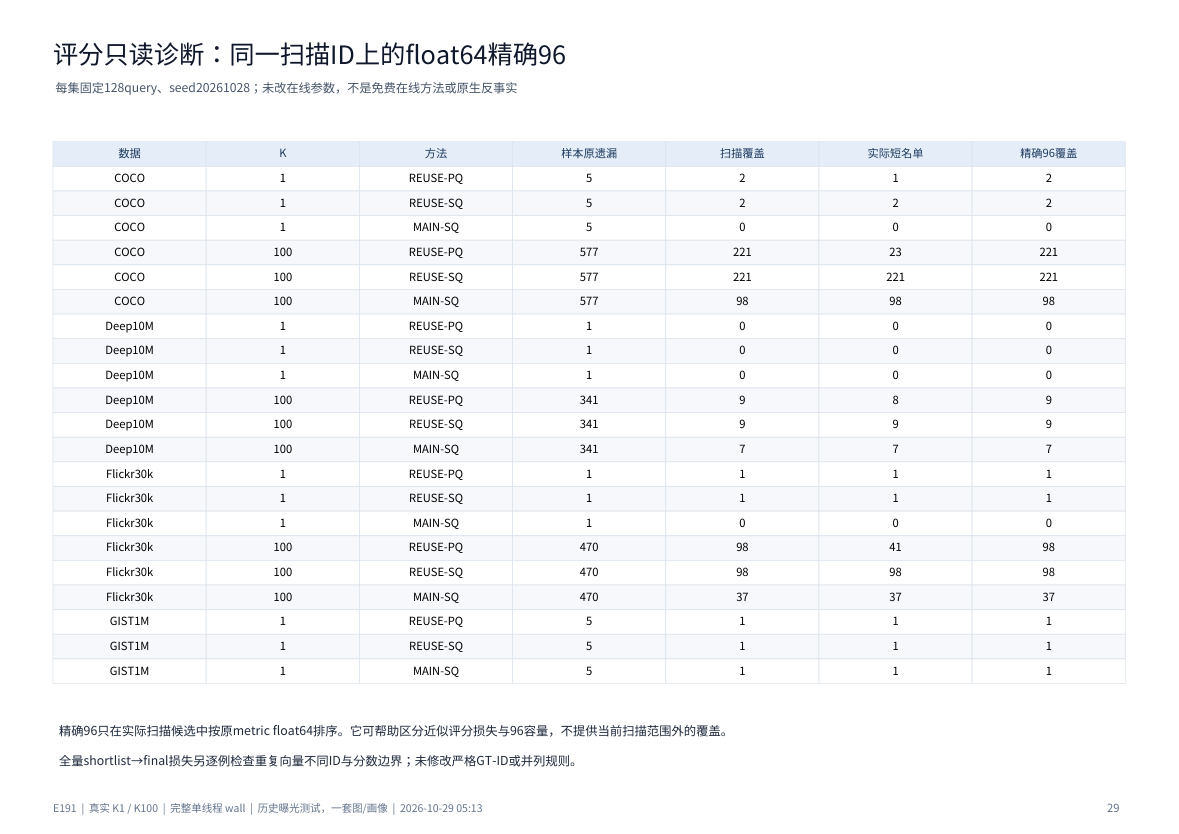 评分只读诊断：同一扫描ID上的float64精确96
每集固定128query、seed20261028；未改在线参数，不是免费在线方法或原生反事实
数据 K 方法 样本原遗漏 扫描覆盖 实际短名单 精确96覆盖
COCO 1 REUSE-PQ 5 2 1 2
COCO 1 REUSE-SQ 5 2 2 2
COCO 1 MAIN-SQ 5 0 0 0
COCO 100 REUSE-PQ 577 221 23 221
COCO 100 REUSE-SQ 577 221 221 221
COCO 100 MAIN-SQ 577 98 98 98
Deep10M 1 REUSE-PQ 1 0 0 0
Deep10M 1 REUSE-SQ 1 0 0 0
Deep10M 1 MAIN-SQ 1 0 0 0
Deep10M 100 REUSE-PQ 341 9 8 9
Deep10M 100 REUSE-SQ 341 9 9 9
Deep10M 100 MAIN-SQ 341 7 7 7
Flickr30k 1 REUSE-PQ 1 1 1 1
Flickr30k 1 REUSE-SQ 1 1 1 1
Flickr30k 1 MAIN-SQ 1 0 0 0
Flickr30k 100 REUSE-PQ 470 98 41 98
Flickr30k 100 REUSE-SQ 470 98 98 98
Flickr30k 100 MAIN-SQ 470 37 37 37
GIST1M 1 REUSE-PQ 5 1 1 1
GIST1M 1 REUSE-SQ 5 1 1 1
GIST1M 1 MAIN-SQ 5 1 1 1
精确96只在实际扫描候选中按原metric float64排序。它可帮助区分近似评分损失与96容量，不提供当前扫描范围外的覆盖。
全量shortlist→final损失另逐例检查重复向量不同ID与分数边界；未修改严格GT-ID或并列规则。
E191 | 真实 K1 / K100 | 完整单线程 wall | 历史曝光测试，一套图/画像 | 2026-10-29 05:13
29